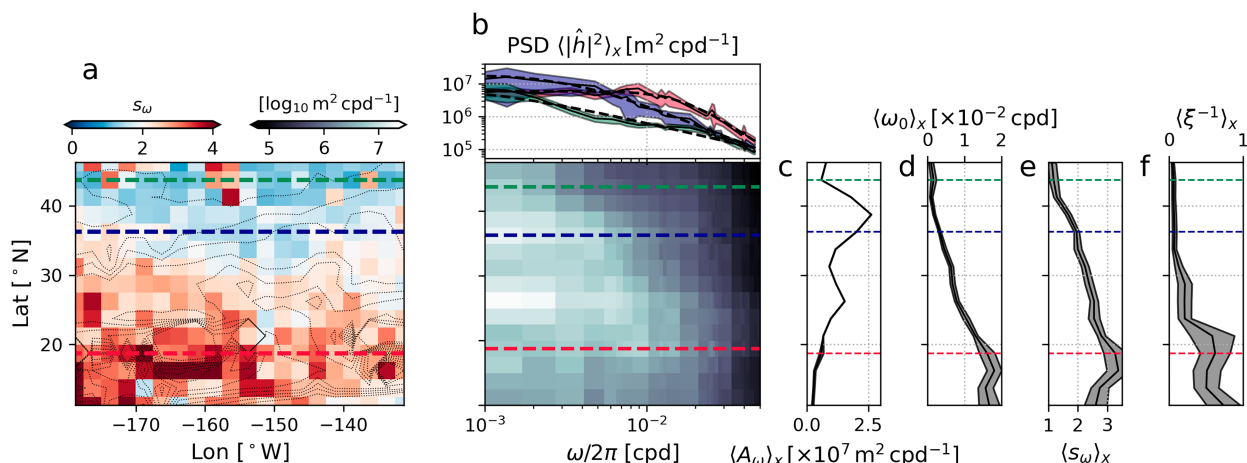 b
PSD ⟨|ĥ|²⟩ₓ [m² cpd⁻¹]
a
s_ω
[log₁₀ m² cpd⁻¹]
0 2 4
5 6 7
10⁷
10⁶
10⁵
⟨ω₀⟩ₓ [×10⁻² cpd]
0 1 2
⟨ξ⁻¹⟩ₓ
0 1
c
d
e
f
Lat [°N]
40
30
20
−170 −160 −150 −140
Lon [°W]
10⁻³ 10⁻²
ω/2π [cpd]
0 2.5
⟨A_ω⟩ₓ [×10⁷ m² cpd⁻¹]
1 2 3
⟨s_ω⟩ₓ